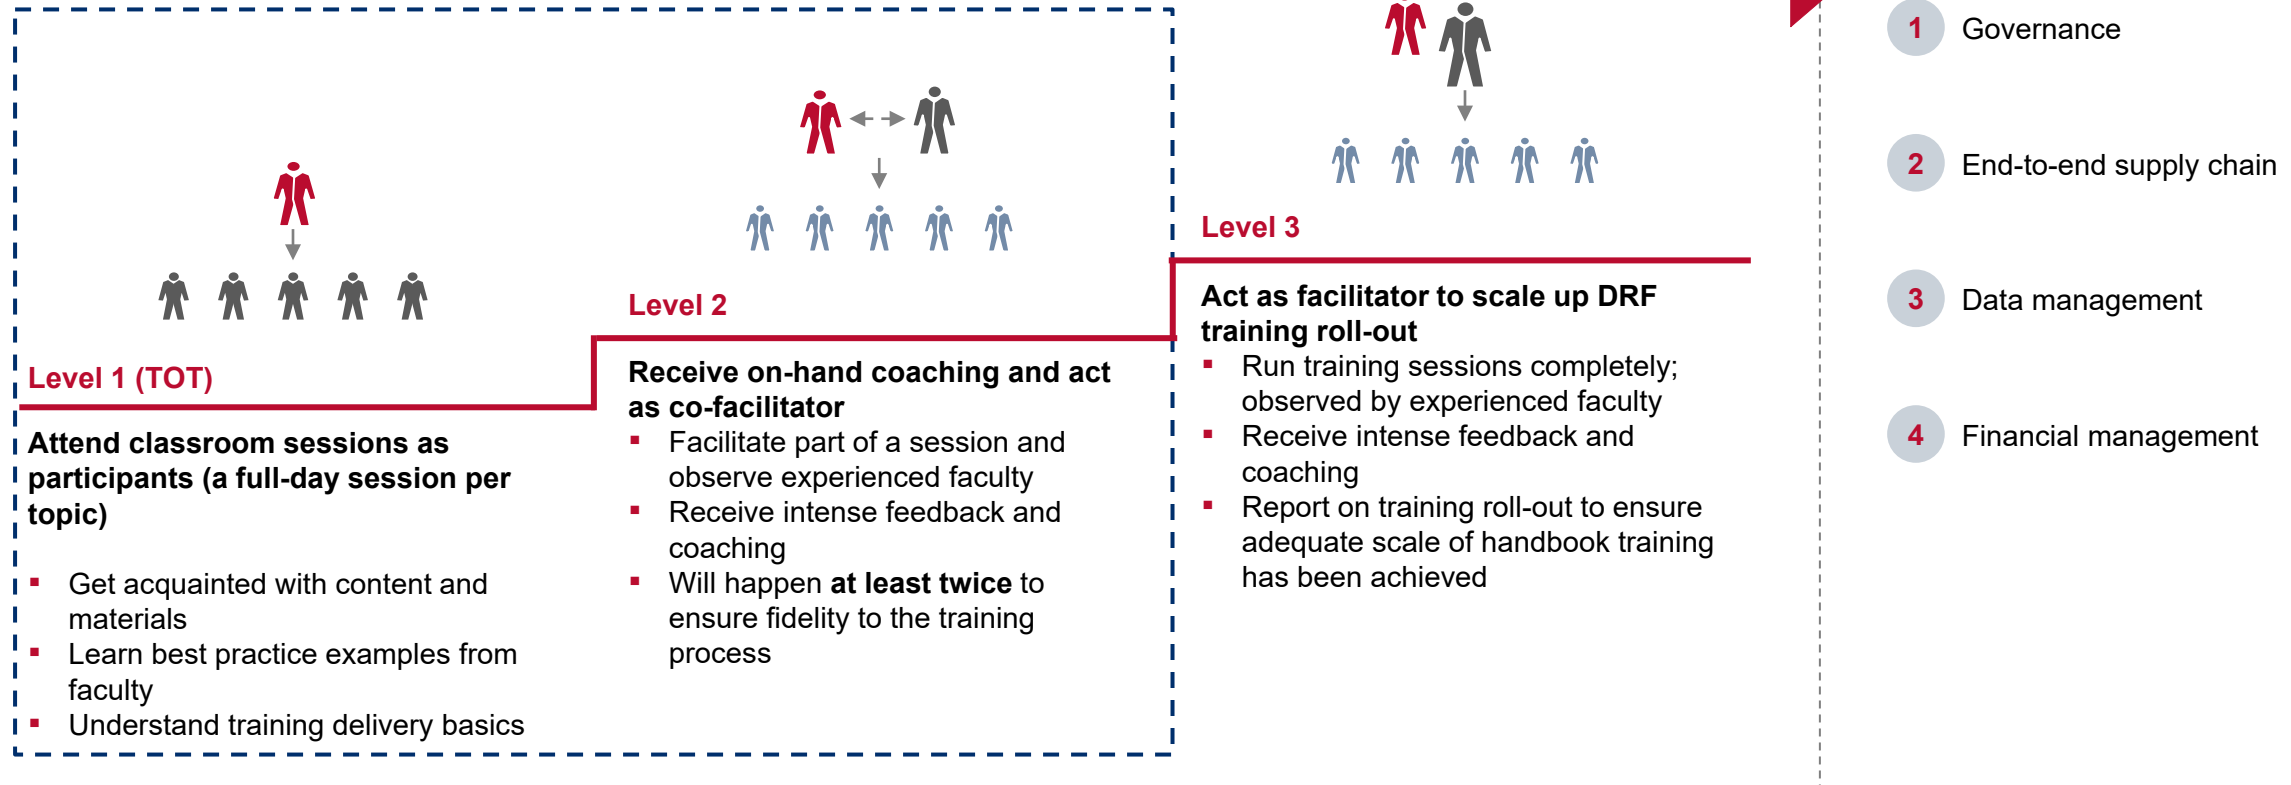 Level 1 (TOT)
Attend classroom sessions as
participants (a full-day session per
topic)
▪ Get acquainted with content and
materials
▪ Learn best practice examples from
faculty
▪ Understand training delivery basics
Level 2
Receive on-hand coaching and act
as co-facilitator
▪ Facilitate part of a session and
observe experienced faculty
▪ Receive intense feedback and
coaching
▪ Will happen at least twice to
ensure fidelity to the training
process
Level 3
Act as facilitator to scale up DRF
training roll-out
▪ Run training sessions completely;
observed by experienced faculty
▪ Receive intense feedback and
coaching
▪ Report on training roll-out to ensure
adequate scale of handbook training
has been achieved
1 Governance
2 End-to-end supply chain
3 Data management
4 Financial management